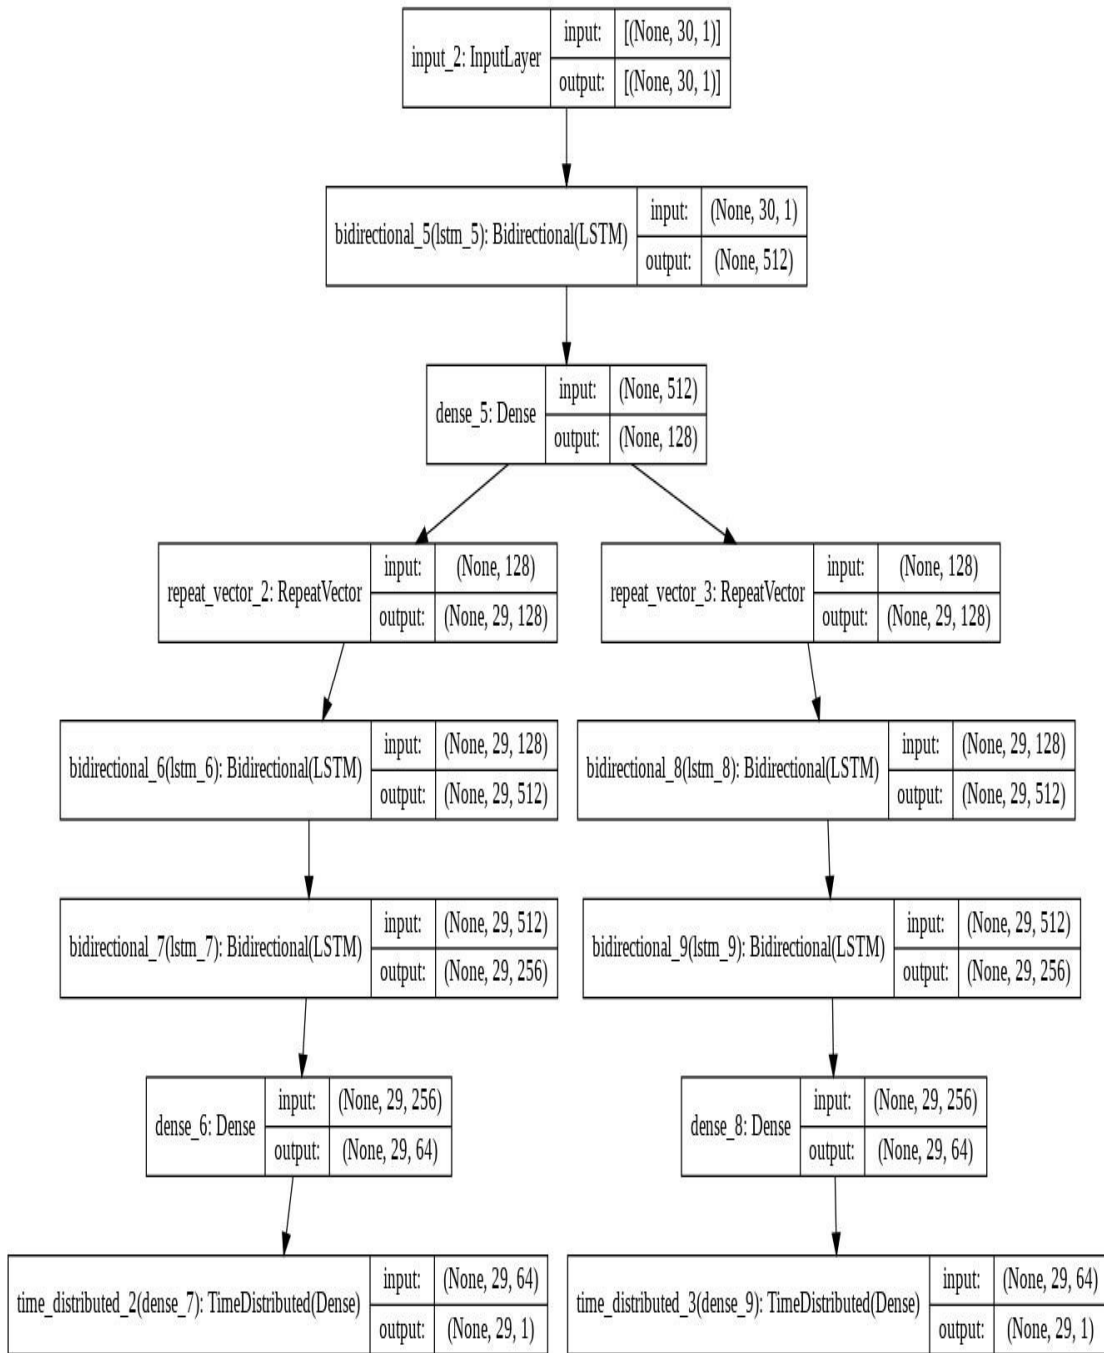 input_2: InputLayer
input: [(None, 30, 1)]
output: [(None, 30, 1)]
bidirectional_5(lstm_5): Bidirectional(LSTM)
input: (None, 30, 1)
output: (None, 512)
dense_5: Dense
input: (None, 512)
output: (None, 128)
repeat_vector_2: RepeatVector
input: (None, 128)
output: (None, 29, 128)
repeat_vector_3: RepeatVector
input: (None, 128)
output: (None, 29, 128)
bidirectional_6(lstm_6): Bidirectional(LSTM)
input: (None, 29, 128)
output: (None, 29, 512)
bidirectional_8(lstm_8): Bidirectional(LSTM)
input: (None, 29, 128)
output: (None, 29, 512)
bidirectional_7(lstm_7): Bidirectional(LSTM)
input: (None, 29, 512)
output: (None, 29, 256)
bidirectional_9(lstm_9): Bidirectional(LSTM)
input: (None, 29, 512)
output: (None, 29, 256)
dense_6: Dense
input: (None, 29, 256)
output: (None, 29, 64)
dense_8: Dense
input: (None, 29, 256)
output: (None, 29, 64)
time_distributed_2(dense_7): TimeDistributed(Dense)
input: (None, 29, 64)
output: (None, 29, 1)
time_distributed_3(dense_9): TimeDistributed(Dense)
input: (None, 29, 64)
output: (None, 29, 1)